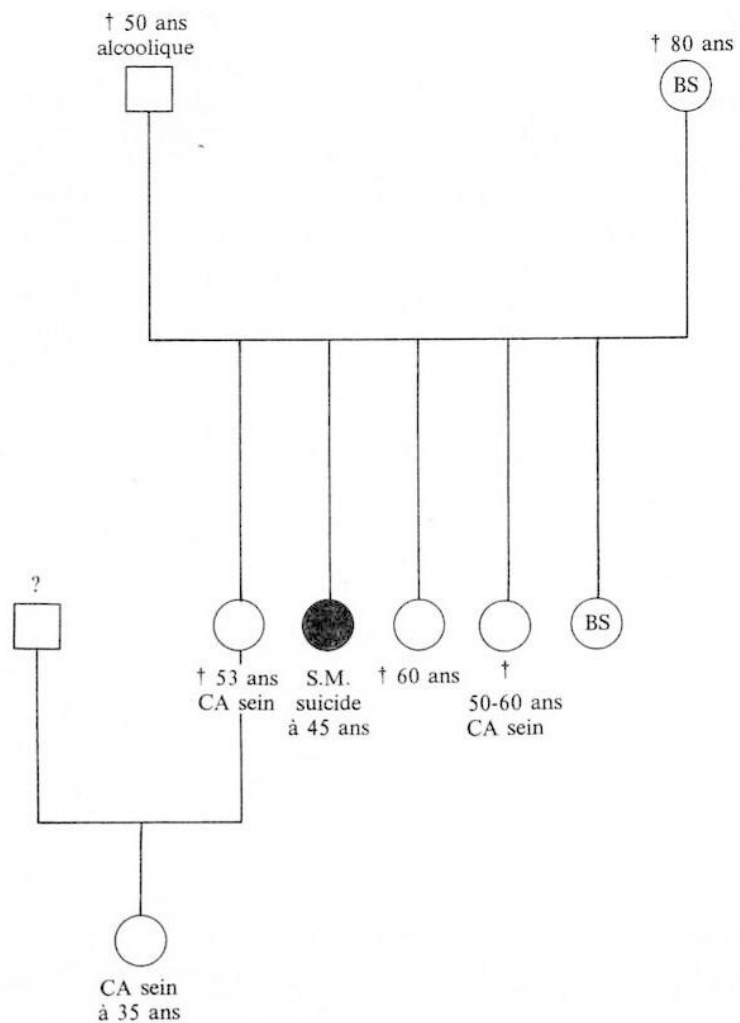 † 50 ans
alcoolique
† 80 ans
BS
?
BS
† 53 ans
CA sein
S.M.
suicide
à 45 ans
† 60 ans
†
50-60 ans
CA sein
CA sein
à 35 ans